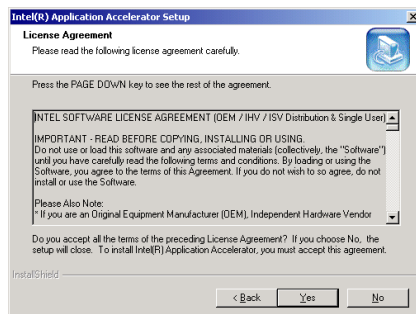 Intel(R) Application Accelerator Setup
License Agreement
Please read the following license agreement carefully.
Press the PAGE DOWN key to see the rest of the agreement.
INTEL SOFTWARE LICENSE AGREEMENT (OEM / IHV / ISV Distribution & Single User)
IMPORTANT - READ BEFORE COPYING, INSTALLING OR USING.
Do not use or load this software and any associated materials (collectively, the "Software")
until you have carefully read the following terms and conditions. By loading or using the
Software, you agree to the terms of this Agreement. If you do not wish to so agree, do not
install or use the Software.
Please Also Note:
* If you are an Original Equipment Manufacturer (OEM), Independent Hardware Vendor
Do you accept all the terms of the preceding License Agreement? If you choose No, the
setup will close. To install Intel(R) Application Accelerator, you must accept this agreement.
InstallShield
< Back
Yes
No